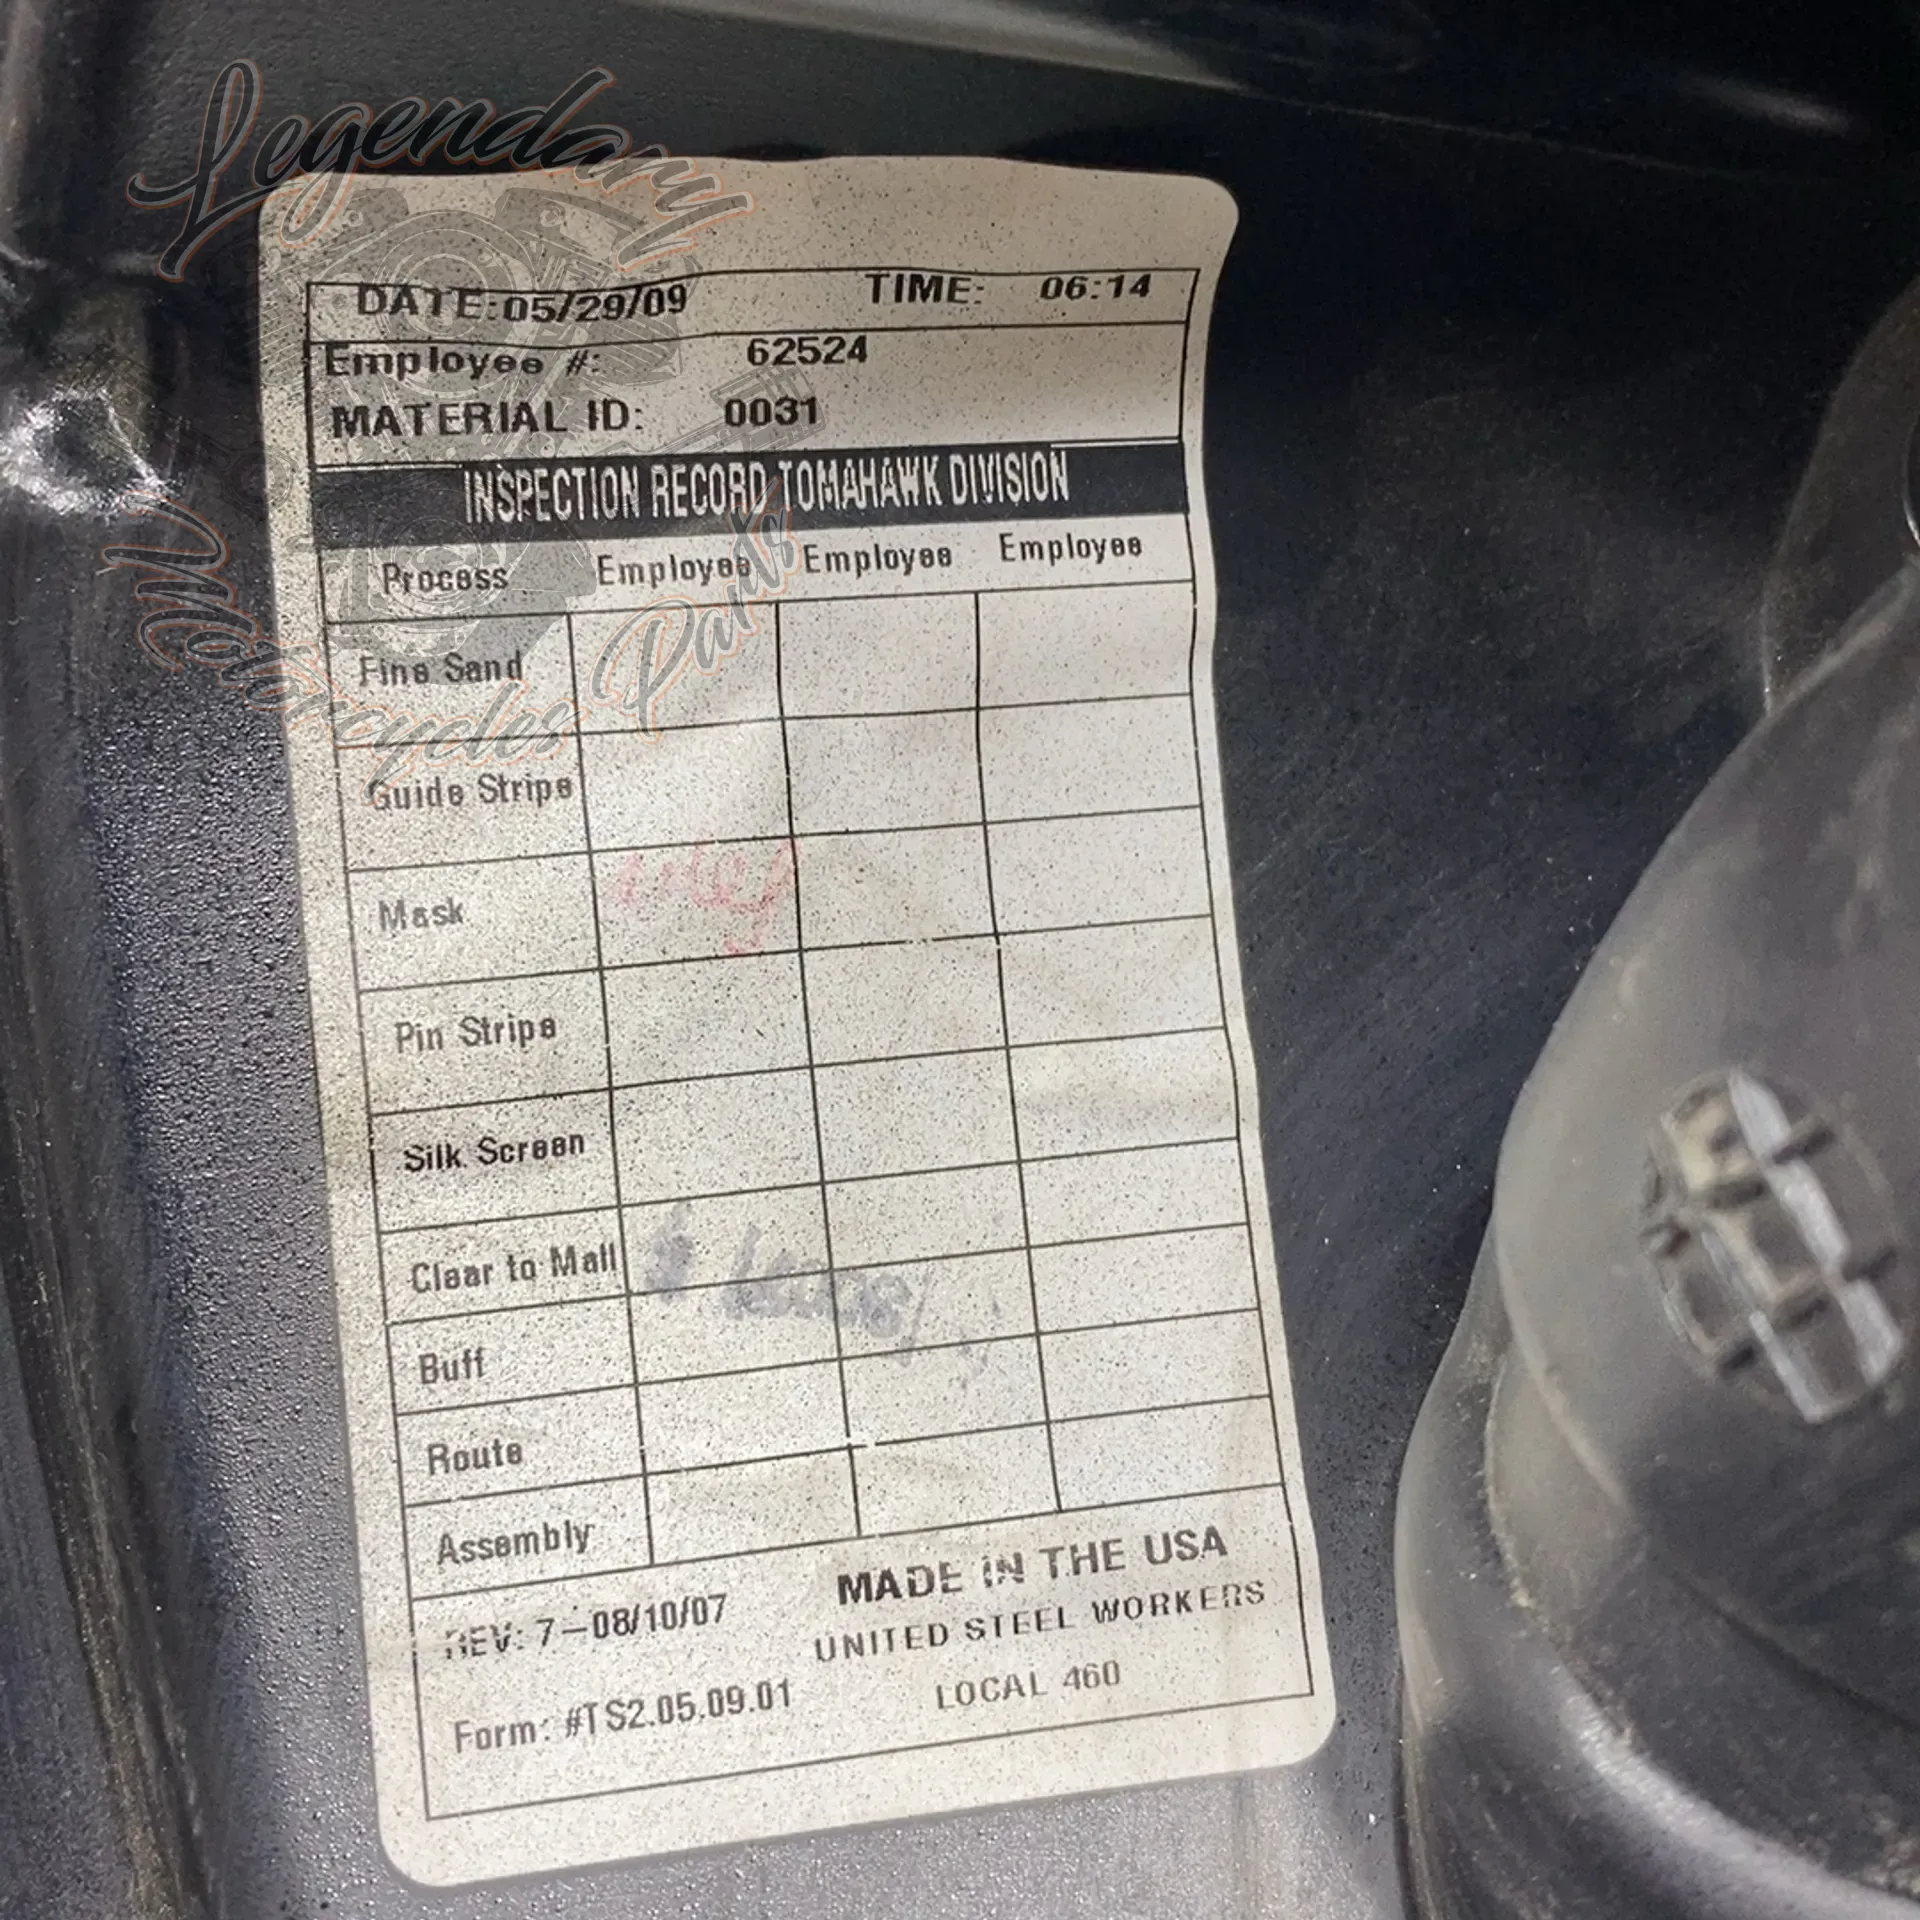 Legendary
Motorcycles Parts
DATE:05/29/09 TIME: 06:14
Employee #: 62524
MATERIAL ID: 0031
INSPECTION RECORD TOMAHAWK DIVISION
Process Employee Employee Employee
Fine Sand
Guide Stripe
Mask
Pin Stripe
Silk Screen
Clear to Mall
Buff
Route
Assembly
REV: 7-08/10/07 MADE IN THE USA
UNITED STEEL WORKERS
Form: #TS2.05.09.01 LOCAL 460